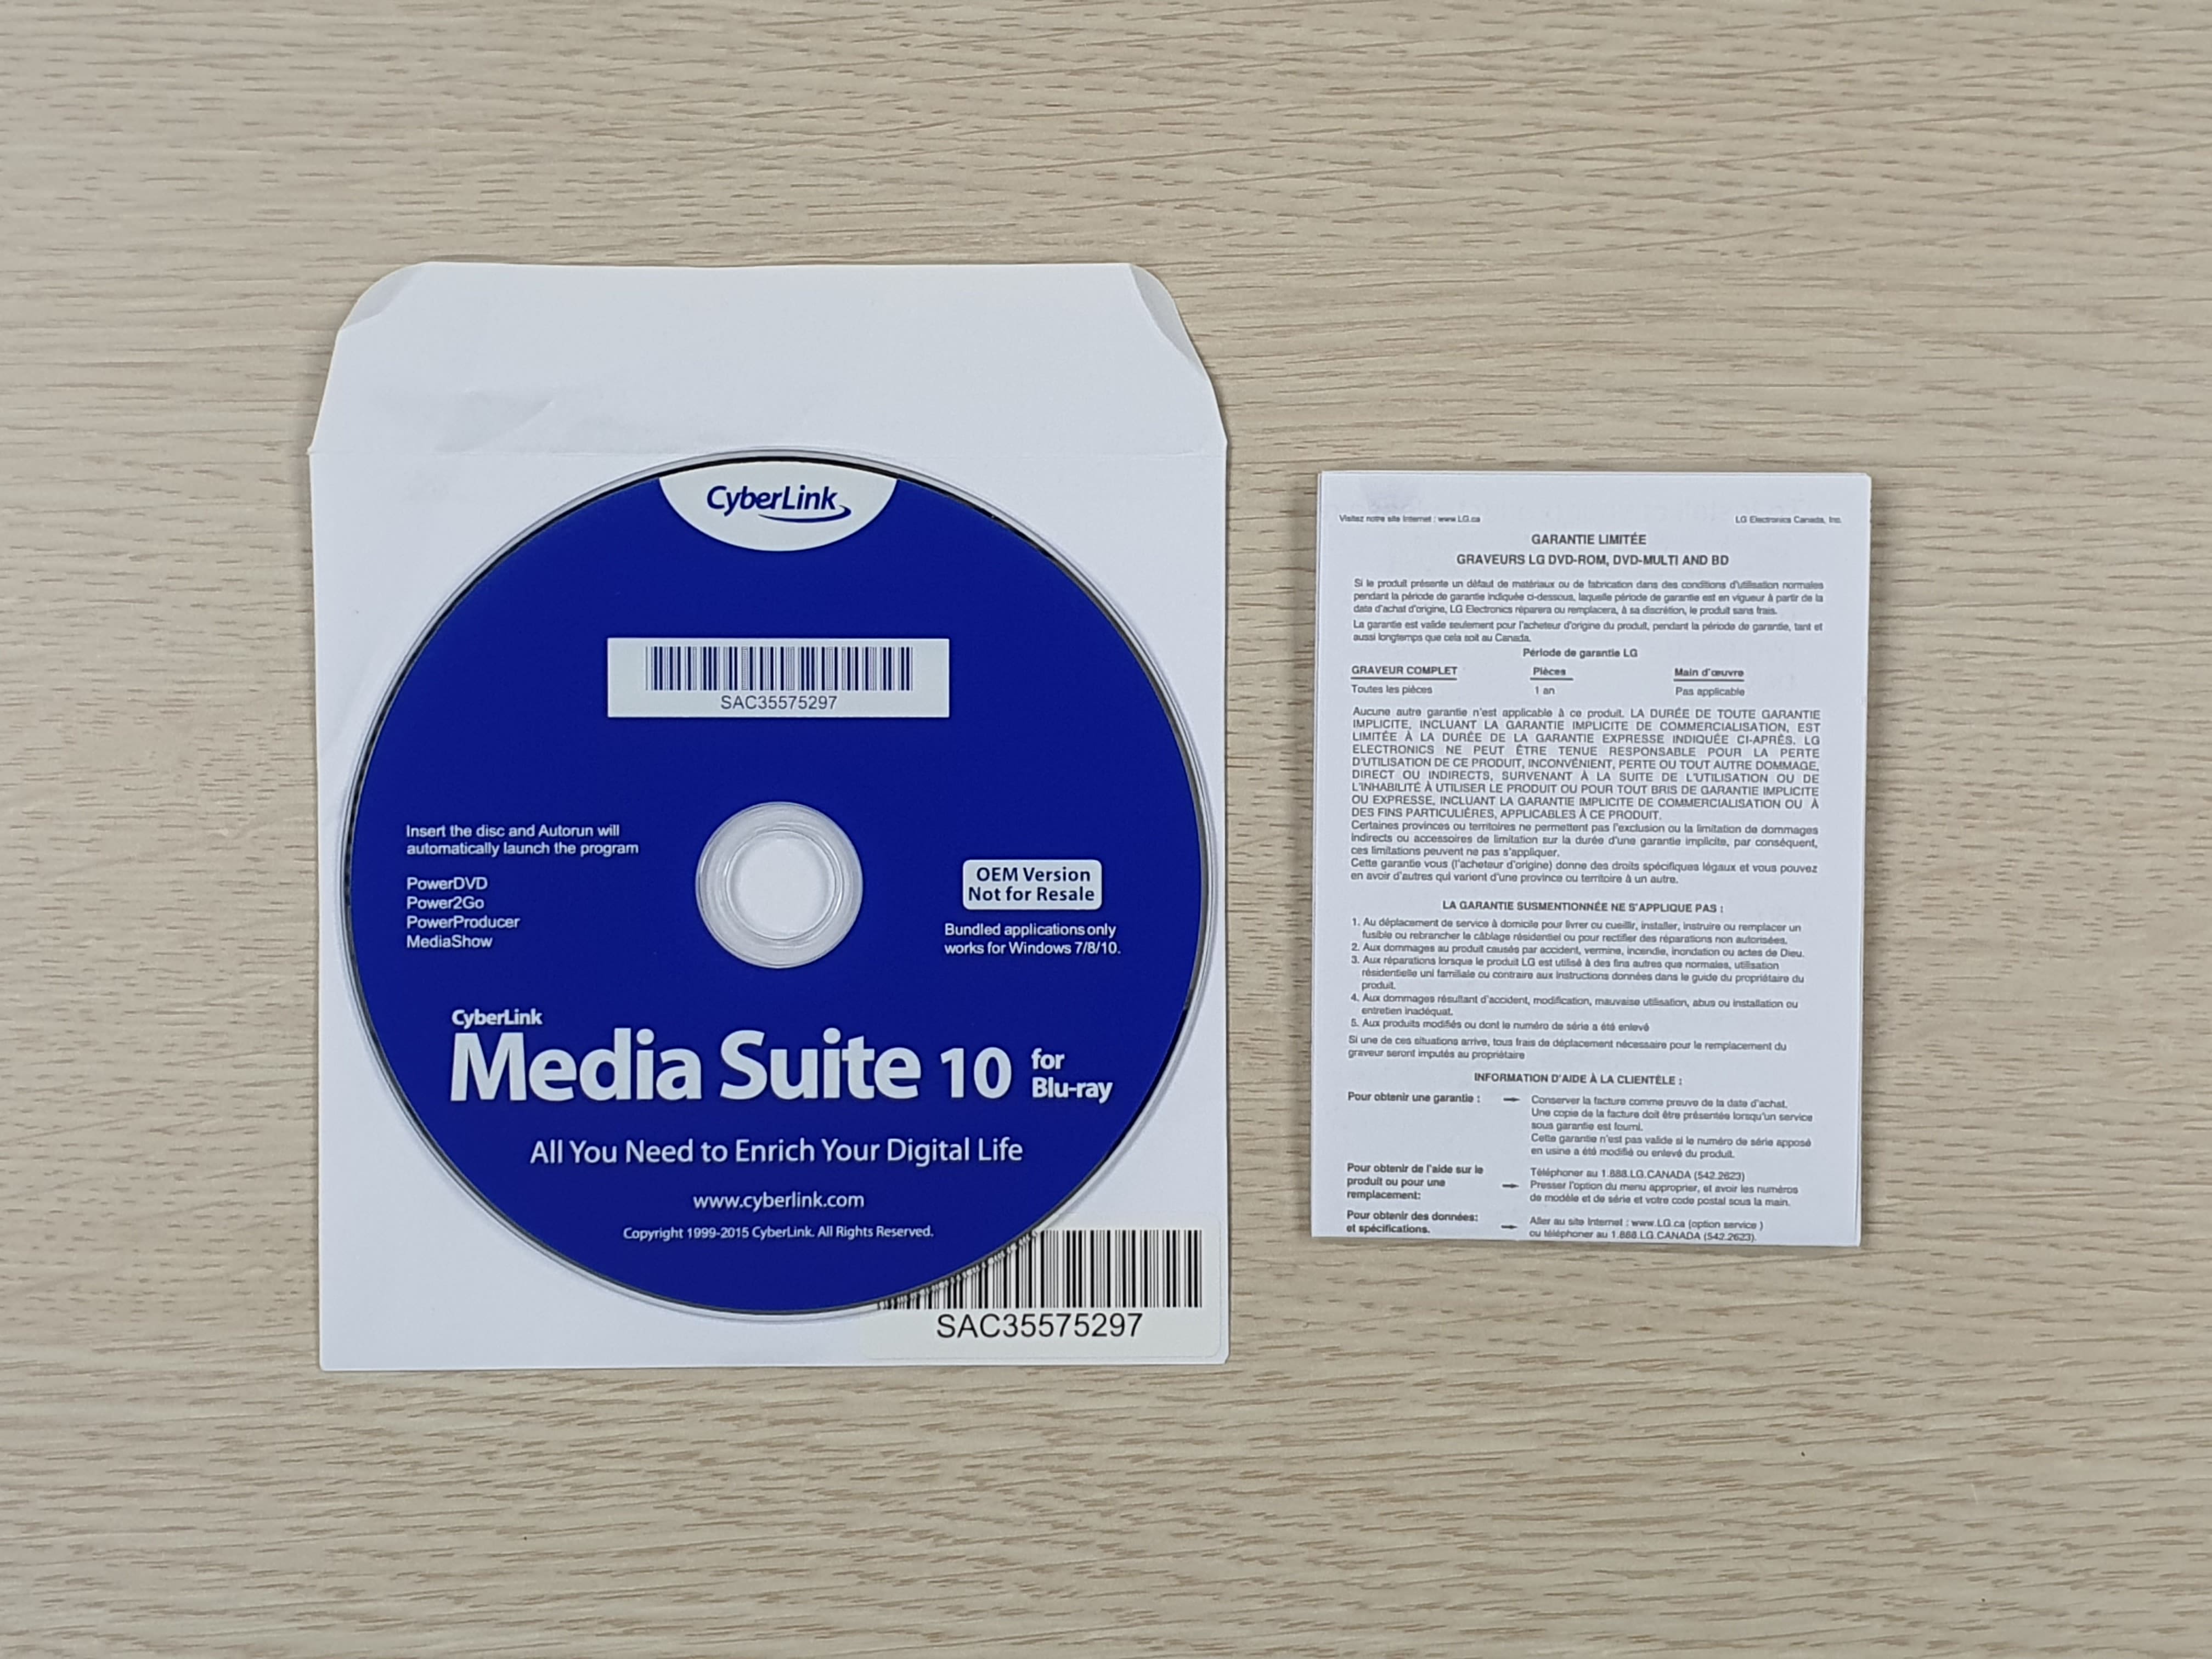 CyberLink
SAC35575297
Insert the disc and Autorun will
automatically launch the program
PowerDVD
Power2Go
PowerProducer
MediaShow
OEM Version
Not for Resale
Bundled applications only
works for Windows 7/8/10.
CyberLink
Media Suite 10 for Blu-ray
All You Need to Enrich Your Digital Life
www.cyberlink.com
Copyright 1999-2015 CyberLink. All Rights Reserved.
SAC35575297
Visitez notre site Internet : www.LG.ca
LG Electronics Canada, Inc.
GARANTIE LIMITÉE
GRAVEURS LG DVD-ROM, DVD-MULTI AND BD
Si le produit présente un défaut de matériaux ou de fabrication dans des conditions d'utilisation normales
pendant la période de garantie indiquée ci-dessous, laquelle période de garantie est en vigueur à partir de la
date d'achat d'origine, LG Electronics réparera ou remplacera, à sa discrétion, le produit sans frais.
La garantie est valide seulement pour l'acheteur d'origine du produit, pendant la période de garantie, tant et
aussi longtemps que cela soit au Canada.
Période de garantie LG
GRAVEUR COMPLET Pièces Main d'œuvre
Toutes les pièces 1 an Pas applicable
Aucune autre garantie n'est applicable à ce produit. LA DURÉE DE TOUTE GARANTIE
IMPLICITE, INCLUANT LA GARANTIE IMPLICITE DE COMMERCIALISATION, EST
LIMITÉE À LA DURÉE DE LA GARANTIE EXPRESSE INDIQUÉE CI-APRÈS. LG
ELECTRONICS NE PEUT ÊTRE TENUE RESPONSABLE POUR LA PERTE
D'UTILISATION DE CE PRODUIT, INCONVÉNIENT, PERTE OU TOUT AUTRE DOMMAGE,
DIRECT OU INDIRECTS, SURVENANT À LA SUITE DE L'UTILISATION OU DE
L'INHABILITÉ À UTILISER LE PRODUIT OU POUR TOUT BRIS DE GARANTIE IMPLICITE
OU EXPRESSE, INCLUANT LA GARANTIE IMPLICITE DE COMMERCIALISATION OU À
DES FINS PARTICULIÈRES, APPLICABLES À CE PRODUIT.
Certaines provinces ou territoires ne permettent pas l'exclusion ou la limitation de dommages
indirects ou accessoires de limitation sur la durée d'une garantie implicite, par conséquent,
ces limitations peuvent ne pas s'appliquer.
Cette garantie vous (l'acheteur d'origine) donne des droits spécifiques légaux et vous pouvez
en avoir d'autres qui varient d'une province ou territoire à un autre.
LA GARANTIE SUSMENTIONNÉE NE S'APPLIQUE PAS :
1. Au déplacement de service à domicile pour livrer ou cueillir, installer, instruire ou remplacer un
fusible ou rebrancher le câblage résidentiel ou pour rectifier des réparations non autorisées.
2. Aux dommages au produit causés par accident, vermine, incendie, inondation ou actes de Dieu.
3. Aux réparations lorsque le produit LG est utilisé à des fins autres que normales, utilisation
résidentielle uni familiale ou contraire aux instructions données dans le guide du propriétaire du
produit.
4. Aux dommages résultant d'accident, modification, mauvaise utilisation, abus ou installation ou
entretien inadéquat.
5. Aux produits modifiés ou dont le numéro de série a été enlevé
Si une de ces situations arrive, tous frais de déplacement nécessaire pour le remplacement du
graveur seront imputés au propriétaire
INFORMATION D'AIDE À LA CLIENTÈLE :
Pour obtenir une garantie : Conserver la facture comme preuve de la date d'achat.
Une copie de la facture doit être présentée lorsqu'un service
sous garantie est fourni.
Cette garantie n'est pas valide si le numéro de série apposé
en usine a été modifié ou enlevé du produit.
Pour obtenir de l'aide sur le
produit ou pour une
remplacement:
Téléphoner au 1.888.LG.CANADA (542.2623)
Presser l'option du menu approprier, et avoir les numéros
de modèle et de série et votre code postal sous la main.
Pour obtenir des données:
et spécifications.
Aller au site Internet : www.LG.ca (option service )
ou téléphoner au 1.888.LG.CANADA (542.2623).